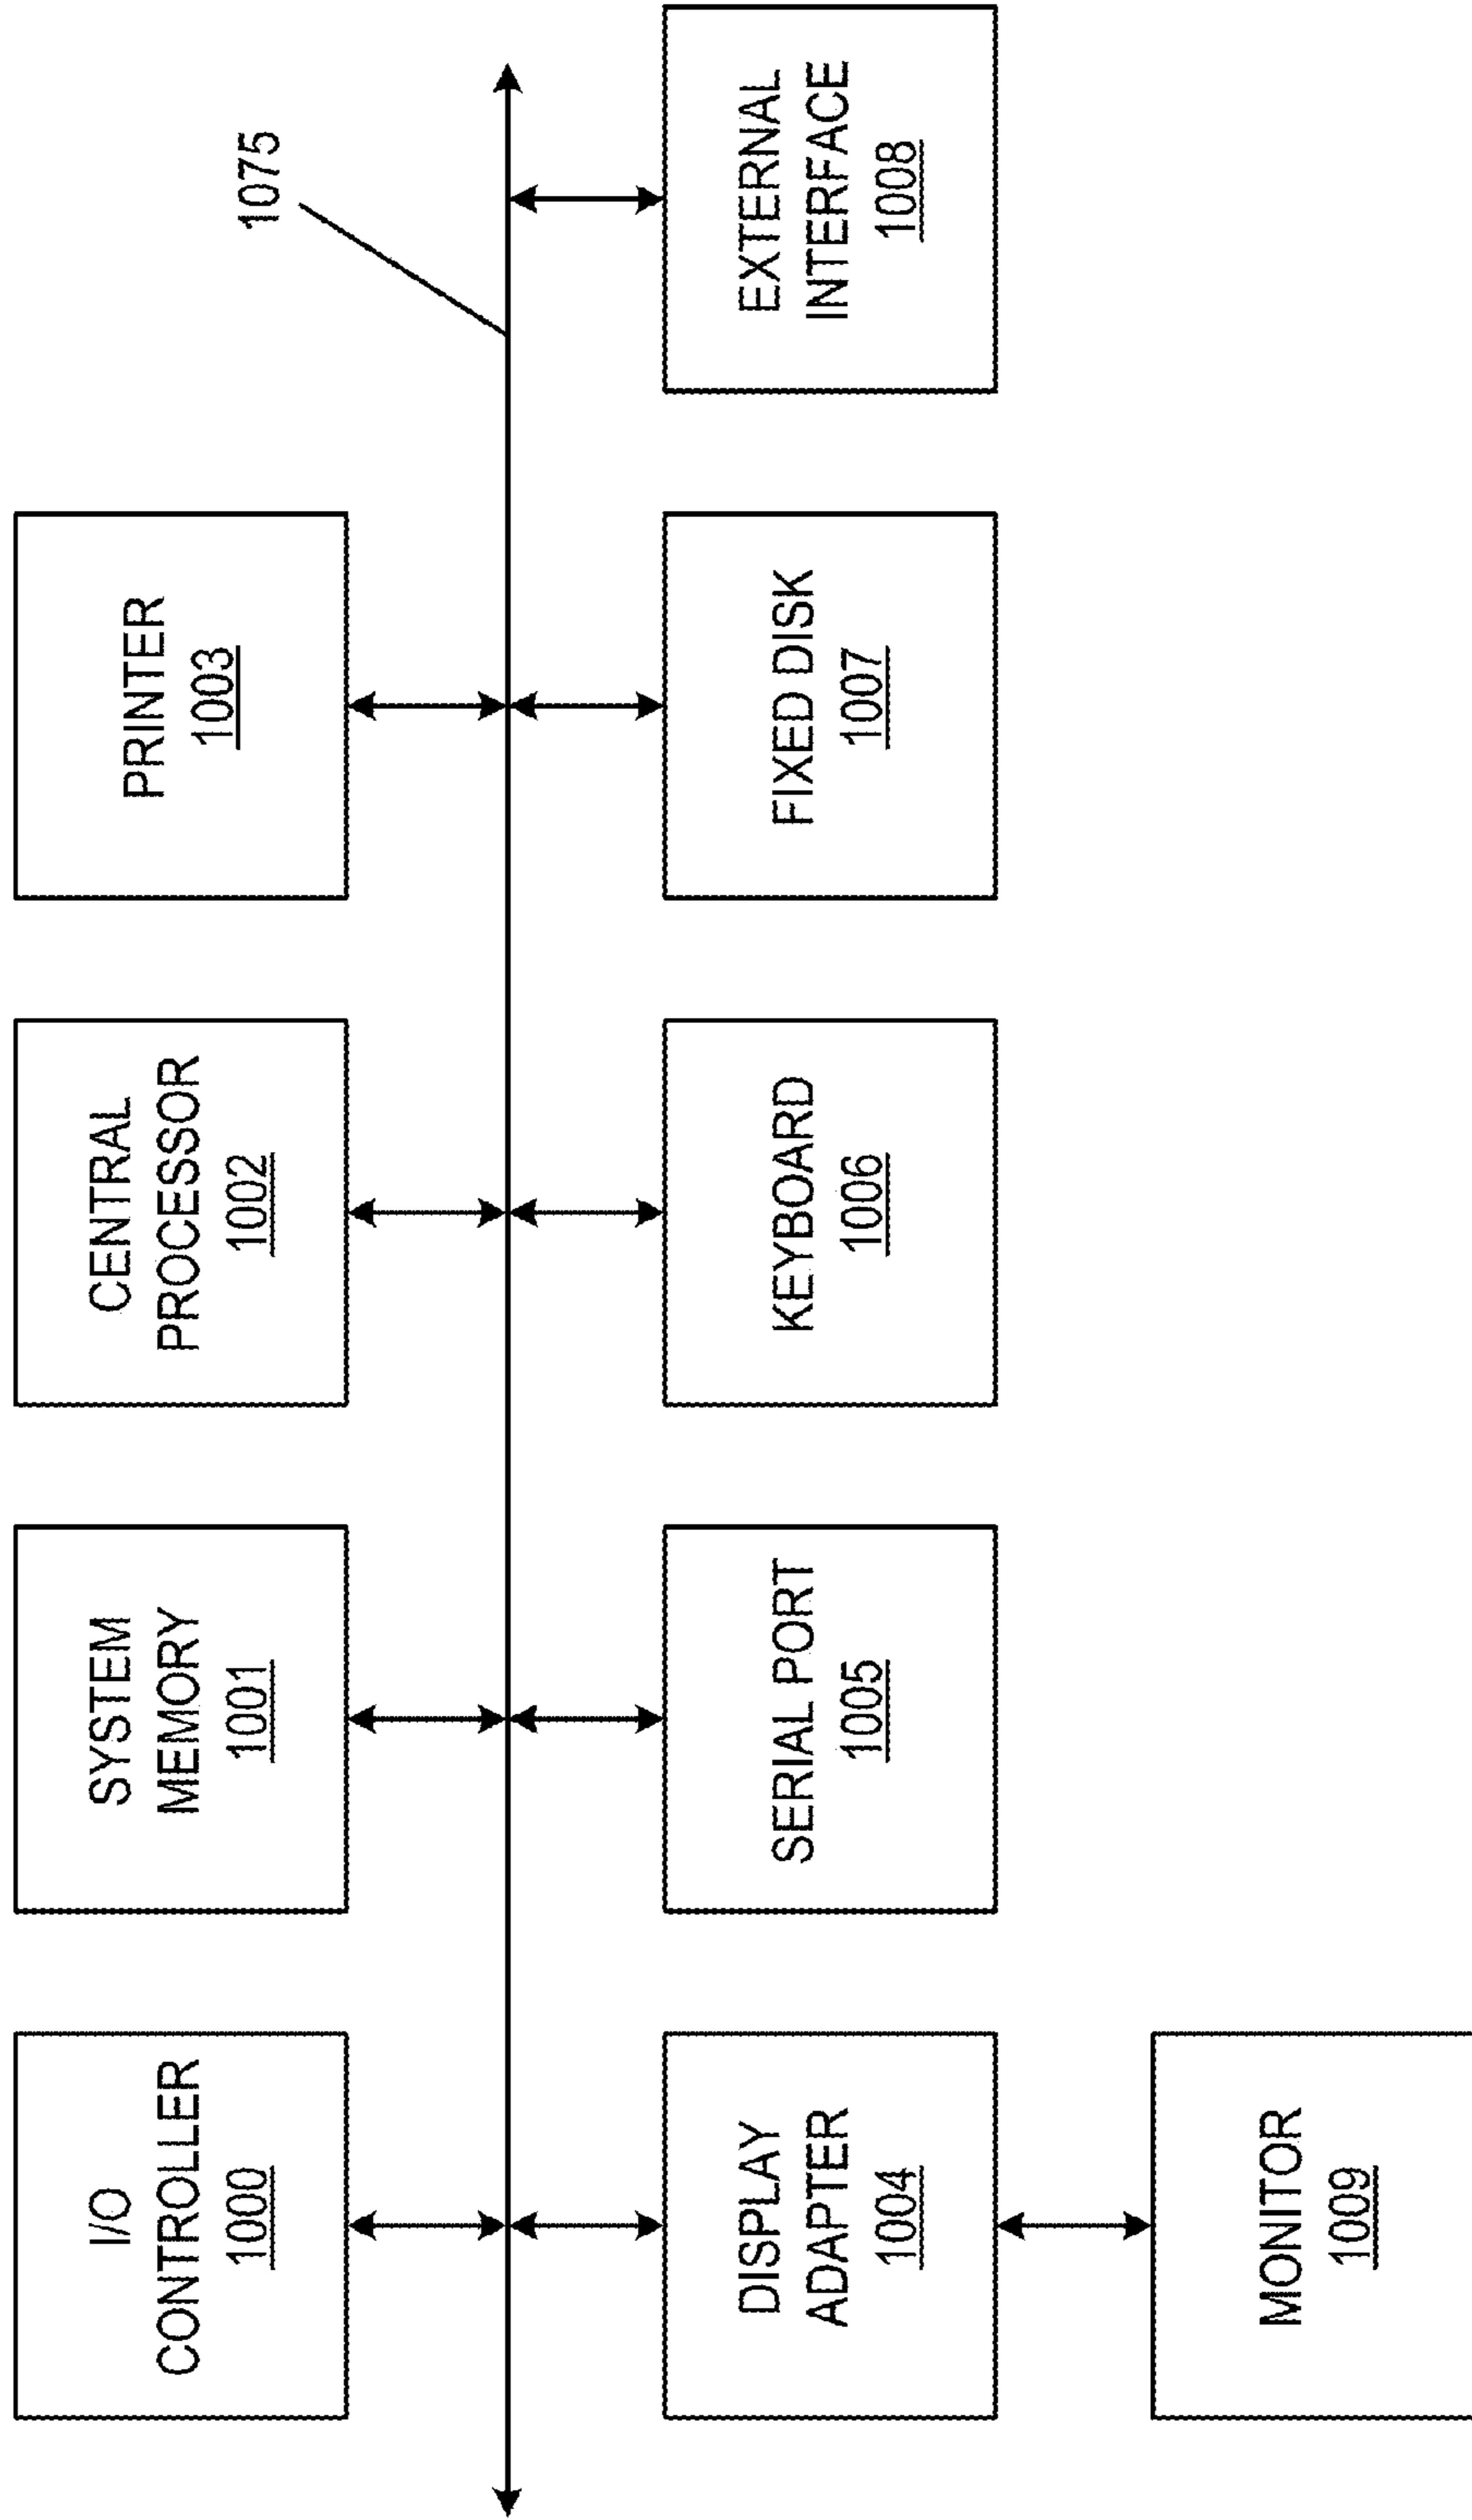 I/O
CONTROLLER
1000
SYSTEM
MEMORY
1001
CENTRAL
PROCESSOR
1002
PRINTER
1003
1075
DISPLAY
ADAPTER
1004
SERIAL PORT
1005
KEYBOARD
1006
FIXED DISK
1007
EXTERNAL
INTERFACE
1008
MONITOR
1009